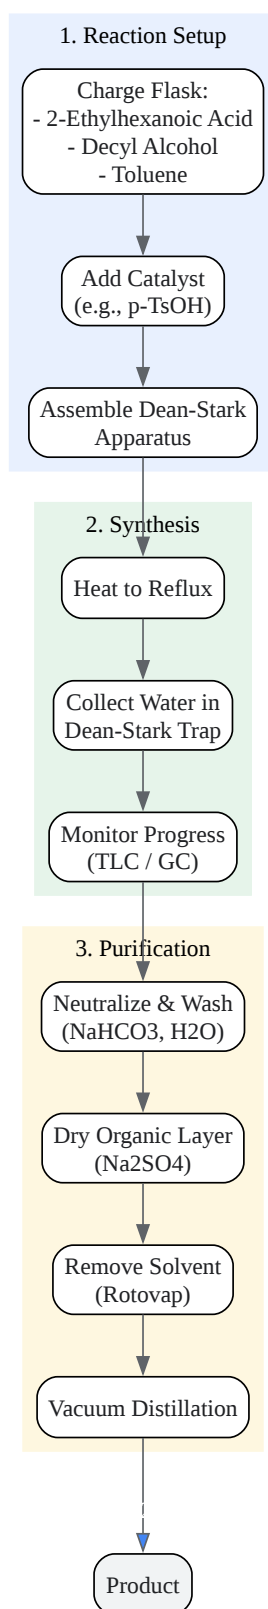 1. Reaction Setup
Charge Flask:
- 2-Ethylhexanoic Acid
- Decyl Alcohol
- Toluene
Add Catalyst
(e.g., p-TsOH)
Assemble Dean-Stark
Apparatus
2. Synthesis
Heat to Reflux
Collect Water in
Dean-Stark Trap
Monitor Progress
(TLC / GC)
3. Purification
Neutralize & Wash
(NaHCO3, H2O)
Dry Organic Layer
(Na2SO4)
Remove Solvent
(Rotovap)
Vacuum Distillation
Product